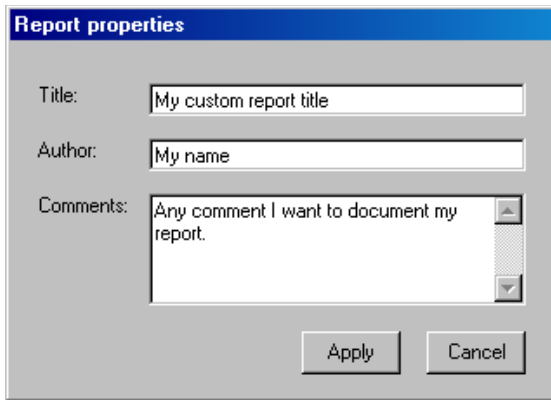 Report properties
Title: My custom report title
Author: My name
Comments: Any comment I want to document my
report.
Apply Cancel